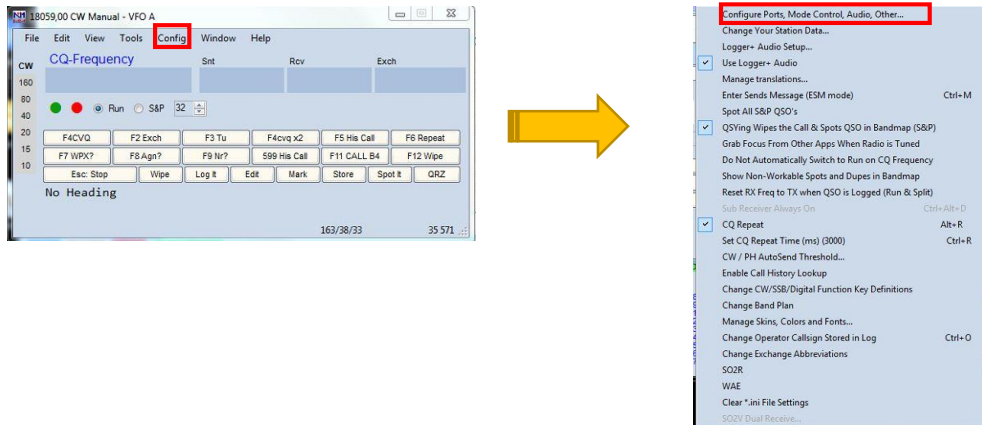 18059,00 CW Manual - VFO A
File Edit View Tools Config Window Help
CW CQ-Frequency Snt Rcv Exch
160
80
40
20
15
10
Run S&P 32
F4CVQ F2 Exch F3 Tu F4cvq x2 F5 His Call F6 Repeat
F7 WPX? F8 Agn? F9 Nr? 599 His Call F11 CALL B4 F12 Wipe
Esc: Stop Wipe Log It Edit Mark Store Spot It QRZ
No Heading
163/38/33 35 571
Configure Ports, Mode Control, Audio, Other...
Change Your Station Data...
Logger+ Audio Setup...
Use Logger+ Audio
Manage translations...
Enter Sends Message (ESM mode) Ctrl+M
Spot All S&P QSO's
QSYing Wipes the Call & Spots QSO in Bandmap (S&P)
Grab Focus From Other Apps When Radio is Tuned
Do Not Automatically Switch to Run on CQ Frequency
Show Non-Workable Spots and Dupes in Bandmap
Reset RX Freq to TX when QSO is Logged (Run & Split)
Sub Receiver Always On Ctrl+Alt+D
CQ Repeat Alt+R
Set CQ Repeat Time (ms) (3000) Ctrl+R
CW / PH AutoSend Threshold...
Enable Call History Lookup
Change CW/SSB/Digital Function Key Definitions
Change Band Plan
Manage Skins, Colors and Fonts...
Change Operator Callsign Stored in Log Ctrl+O
Change Exchange Abbreviations
SO2R
WAE
Clear *.ini File Settings
SO2V Dual Receive...